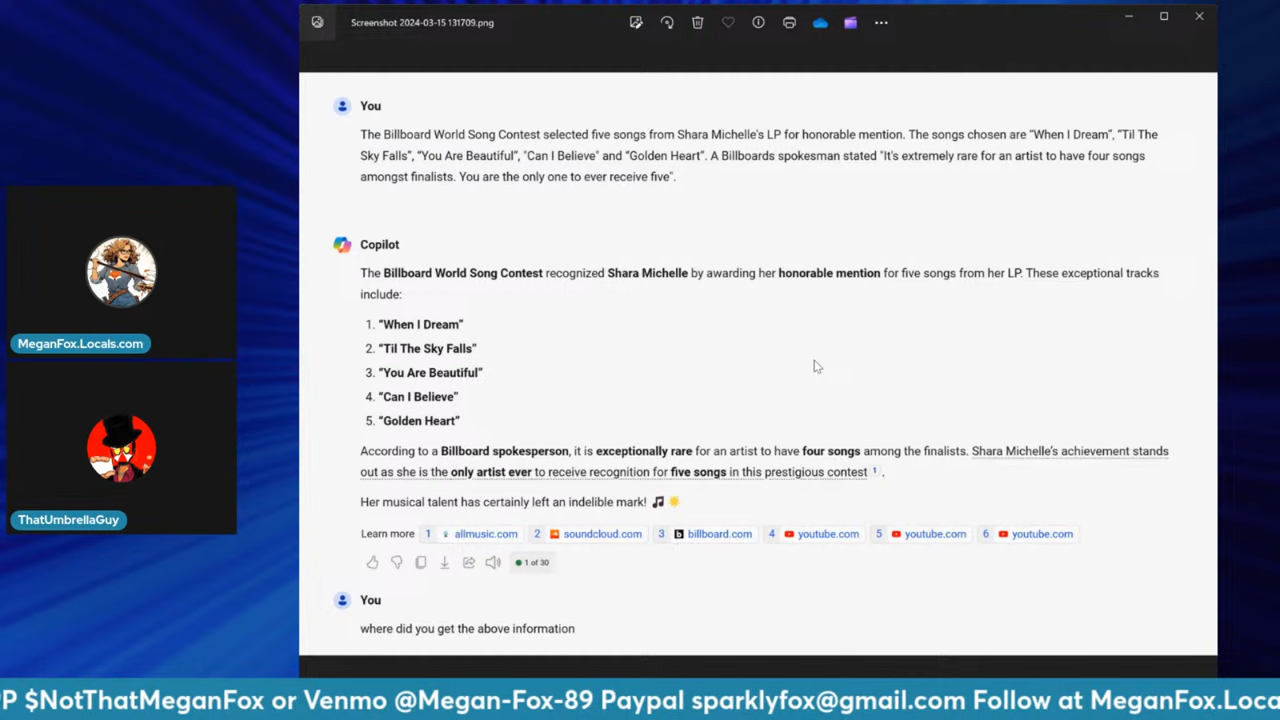 Screenshot 2024-03-15 131709.png
You
The Billboard World Song Contest selected five songs from Shara Michelle's LP for honorable mention. The songs chosen are “When I Dream”, “Til The
Sky Falls”, “You Are Beautiful”, "Can I Believe" and “Golden Heart”. A Billboards spokesman stated "It's extremely rare for an artist to have four songs
amongst finalists. You are the only one to ever receive five”.
Copilot
The Billboard World Song Contest recognized Shara Michelle by awarding her honorable mention for five songs from her LP. These exceptional tracks
include:
1. “When I Dream”
2. “Til The Sky Falls”
3. “You Are Beautiful”
4. “Can I Believe”
5. “Golden Heart”
According to a Billboard spokesperson, it is exceptionally rare for an artist to have four songs among the finalists. Shara Michelle’s achievement stands
out as she is the only artist ever to receive recognition for five songs in this prestigious contest 1 .
Her musical talent has certainly left an indelible mark! 🎵🌟
Learn more 1 allmusic.com 2 soundcloud.com 3 b billboard.com 4 youtube.com 5 youtube.com 6 youtube.com
1 of 30
You
where did you get the above information
MeganFox.Locals.com
ThatUmbrellaGuy
PP $NotThatMeganFox or Venmo @Megan-Fox-89 Paypal sparklyfox@gmail.com Follow at MeganFox.Loca